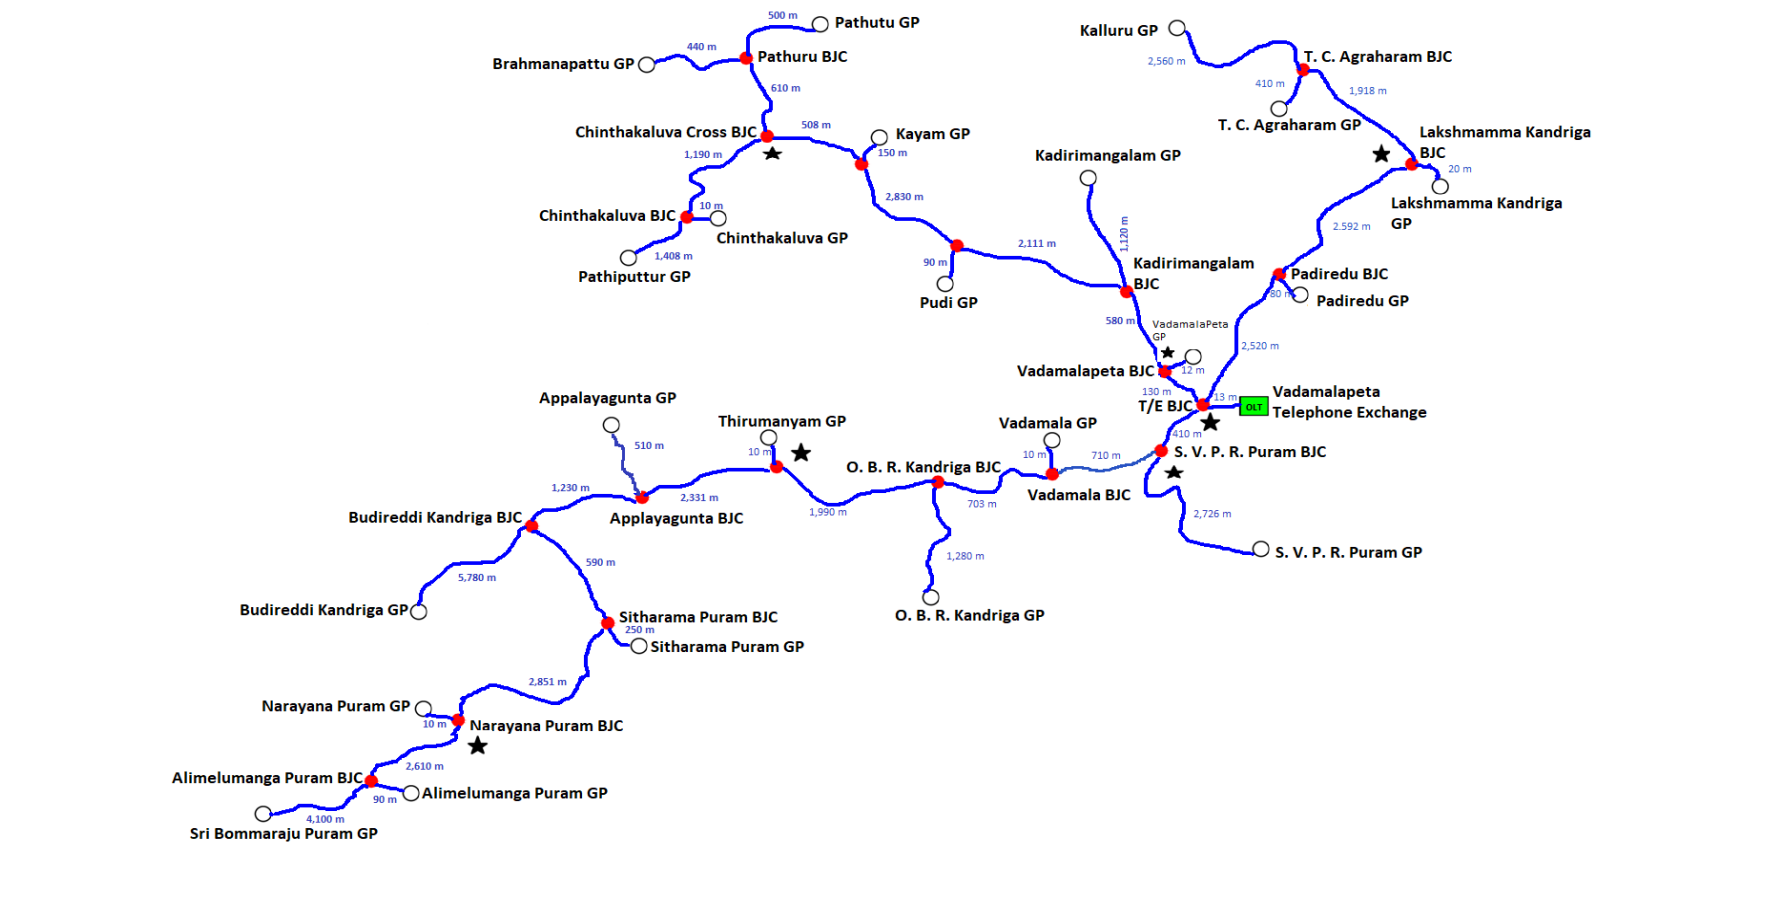 500 m
Pathutu GP
Kalluru GP
440 m
Brahmanapattu GP
Pathuru BJC
2,560 m
T. C. Agraharam BJC
610 m
410 m
1,918 m
Chinthakaluva Cross BJC
508 m
Kayam GP
T. C. Agraharam GP
Lakshmamma Kandriga
BJC
1,190 m
150 m
Kadirimangalam GP
20 m
2,830 m
10 m
Chinthakaluva BJC
Lakshmamma Kandriga
GP
Chinthakaluva GP
1,120 m
2.592 m
1,408 m
Pathiputtur GP
2,111 m
90 m
Pudi GP
Kadirimangalam
BJC
Padiredu BJC
80 m
Padiredu GP
580 m
VadamalaPeta
GP
2,520 m
Vadamalapeta BJC
12 m
130 m
13 m
T/E BJC
OLT
Vadamalapeta
Telephone Exchange
Appalayagunta GP
Thirumanyam GP
Vadamala GP
410 m
510 m
10 m
10 m
710 m
S. V. P. R. Puram BJC
O. B. R. Kandriga BJC
1,230 m
2,331 m
Vadamala BJC
703 m
1,990 m
2,726 m
Budireddi Kandriga BJC
Applayagunta BJC
590 m
1,280 m
S. V. P. R. Puram GP
5,780 m
Budireddi Kandriga GP
O. B. R. Kandriga GP
Sitharama Puram BJC
250 m
Sitharama Puram GP
2,851 m
Narayana Puram GP
10 m
Narayana Puram BJC
2,610 m
Alimelumanga Puram BJC
90 m
Alimelumanga Puram GP
4,100 m
Sri Bommaraju Puram GP